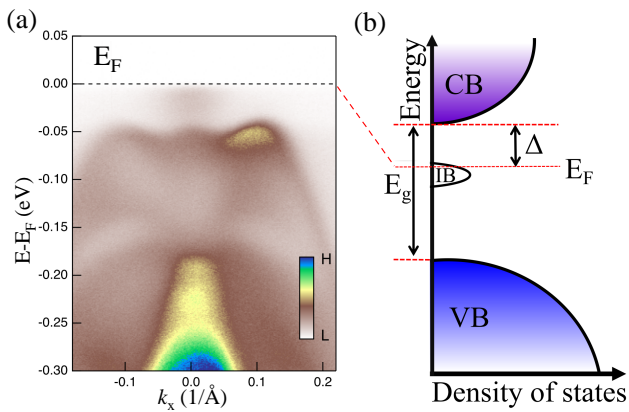 (a)
E_F
0.05
0.00
-0.05
-0.10
-0.15
-0.20
-0.25
-0.30
E-E_F (eV)
H
L
-0.1
0.0
0.1
0.2
k_x (1/Å)
(b)
Energy
CB
Δ
E_F
IB
E_g
VB
Density of states